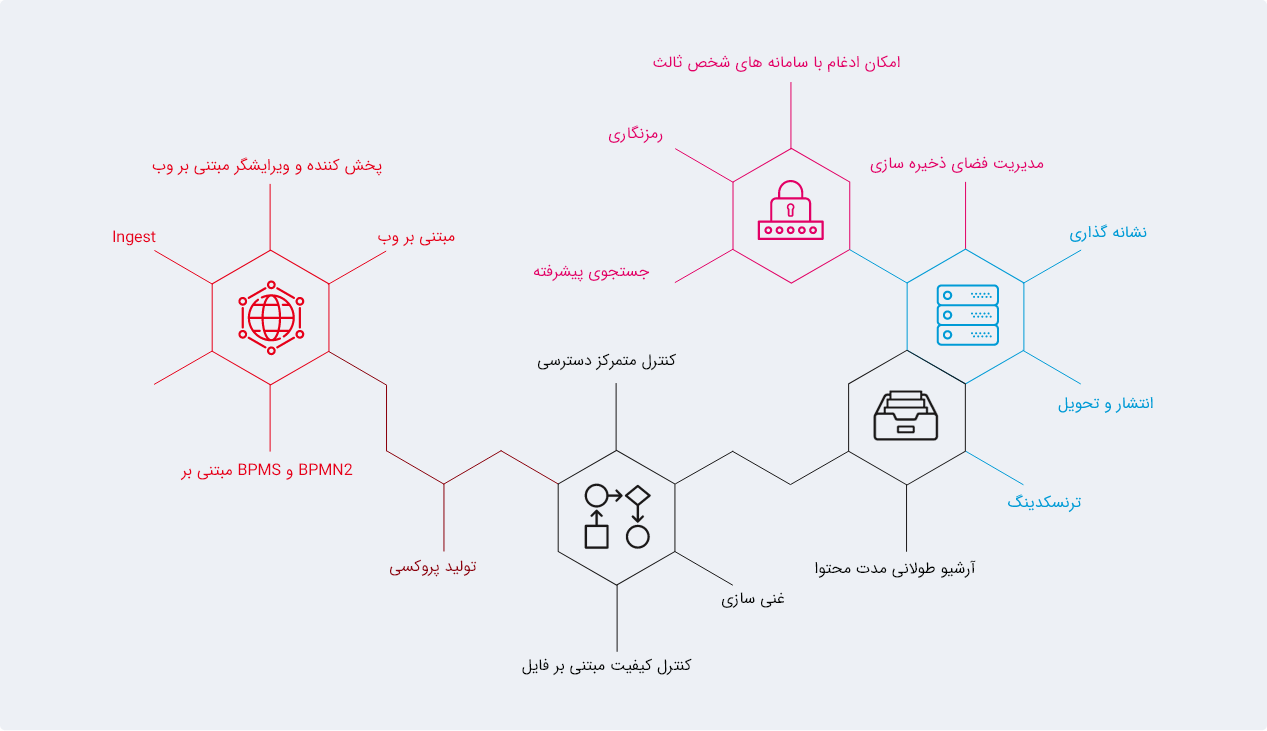 امکان ادغام با سامانه های شخص ثالث
رمزنگاری
مدیریت فضای ذخیره سازی
پخش کننده و ویرایشگر مبتنی بر وب
نشانه گذاری
مبتنی بر وب
Ingest
جستجوی پیشرفته
کنترل متمرکز دسترسی
انتشار و تحویل
مبتنی بر BPMS و BPMN2
ترنسکدینگ
تولید پروکسی
آرشیو طولانی مدت محتوا
غنی سازی
کنترل کیفیت مبتنی بر فایل